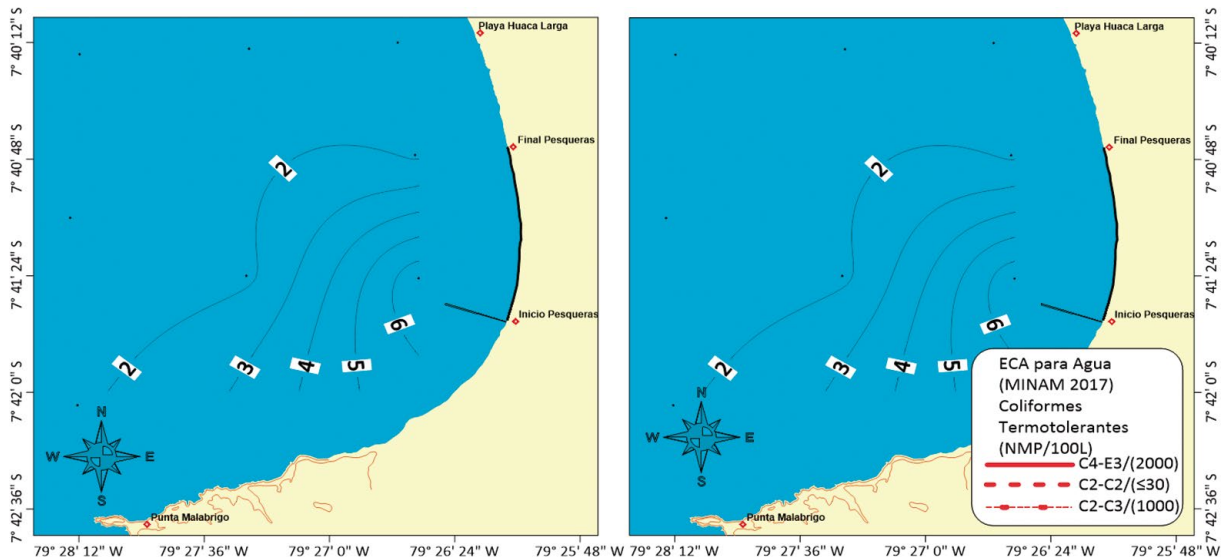 Playa Huaca Larga
Final Pesqueras
Inicio Pesqueras
Punta Malabrigo
2
2
3
4
5
6
N
W E
S
7° 40' 12" S
7° 40' 48" S
7° 41' 24" S
7° 42' 0" S
7° 42' 36" S
79° 28' 12" W 79° 27' 36" W 79° 27' 0" W 79° 26' 24" W 79° 25' 48" W
Playa Huaca Larga
Final Pesqueras
Inicio Pesqueras
Punta Malabrigo
2
2
3
4
5
6
N
W E
S
ECA para Agua
(MINAM 2017)
Coliformes
Termotolerantes
(NMP/100L)
C4-E3/(2000)
C2-C2/(≤30)
C2-C3/(1000)
7° 40' 12" S
7° 40' 48" S
7° 41' 24" S
7° 42' 0" S
7° 42' 36" S
79° 28' 12" W 79° 27' 36" W 79° 27' 0" W 79° 26' 24" W 79° 25' 48" W